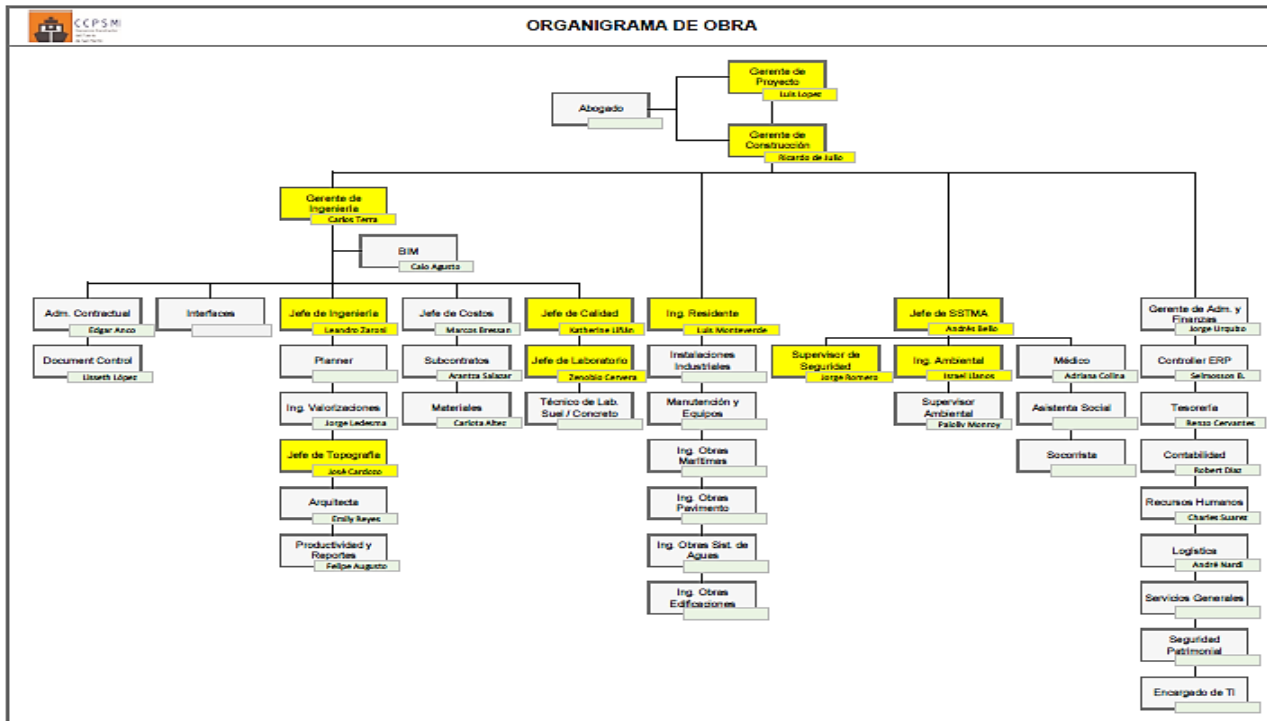 CCPSMI
ORGANIGRAMA DE OBRA
Gerente de
Proyecto
Luis Lopez
Abogado
Gerente de
Construcción
Ricardo de Julio
Gerente de
Ingeniería
Carlos Terra
BIM
Caio Agusto
Adm. Contractual
Edgar Anco
Document Control
Lisseth López
Interfaces
Jefe de Ingeniería
Leandro Zaroni
Planner
Ing. Valorizaciones
Jorge Ledesma
Jefe de Topografía
José Cardozo
Arquitecta
Emily Reyes
Productividad y
Reportes
Felipe Augusto
Jefe de Costos
Marcos Bressan
Subcontratos
Arantza Salazar
Materiales
Carlota Altez
Jefe de Calidad
Katherine Liñán
Jefe de Laboratorio
Zenobio Cervera
Técnico de Lab.
Suel / Concreto
Ing. Residente
Luis Monteverde
Instalaciones
Industriales
Manutención y
Equipos
Ing. Obras
Marítimas
Ing. Obras
Pavimento
Ing. Obras Sist. de
Aguas
Ing. Obras
Edificaciones
Jefe de SSTMA
Andrés Bello
Supervisor de
Seguridad
Jorge Romero
Ing. Ambiental
Israel Llanos
Supervisor
Ambiental
Monroy
Médico
Adriana Colina
Asistenta Social
Socorrista
Gerente de Adm. y
Finanzas
Jorge Urquizo
Controller ERP
Selmosson B.
Tesorería
Renzo Cervantes
Contabilidad
Robert Diaz
Recursos Humanos
Charles Suarez
Logística
André Nardi
Servicios Generales
Seguridad
Patrimonial
Encargado de TI